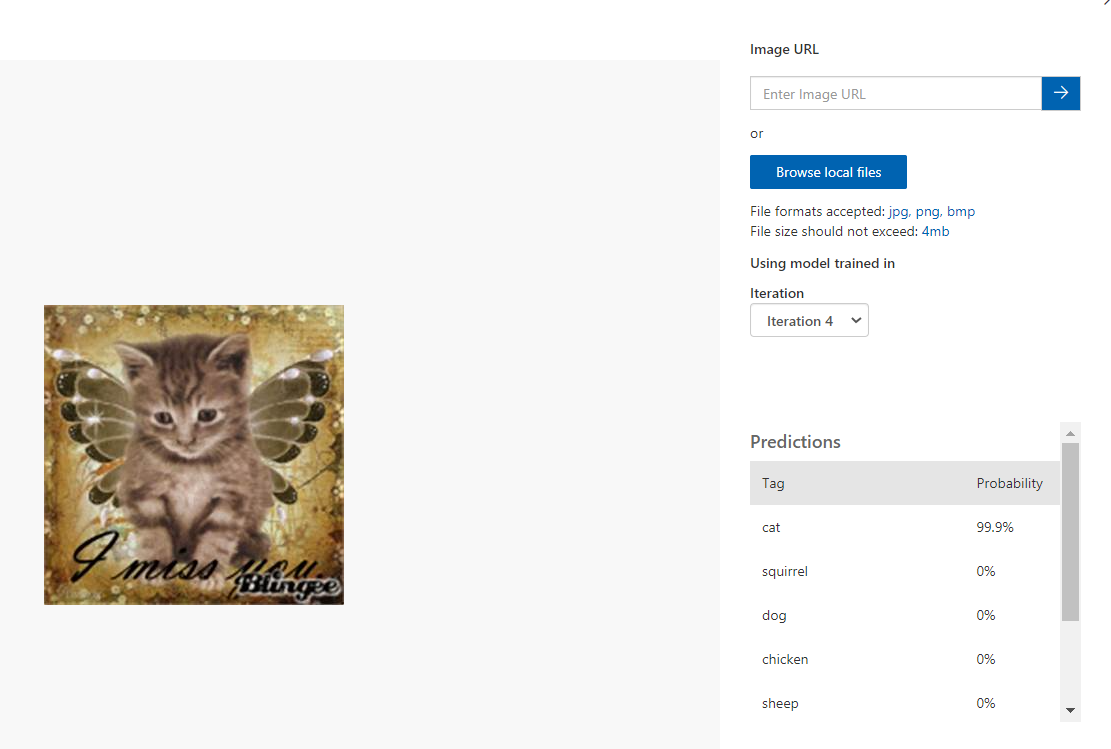 Image URL
Enter Image URL
or
Browse local files
File formats accepted: jpg, png, bmp
File size should not exceed: 4mb
Using model trained in
Iteration
Iteration 4
I miss you.
Blingee
Predictions
Tag Probability
cat 99.9%
squirrel 0%
dog 0%
chicken 0%
sheep 0%